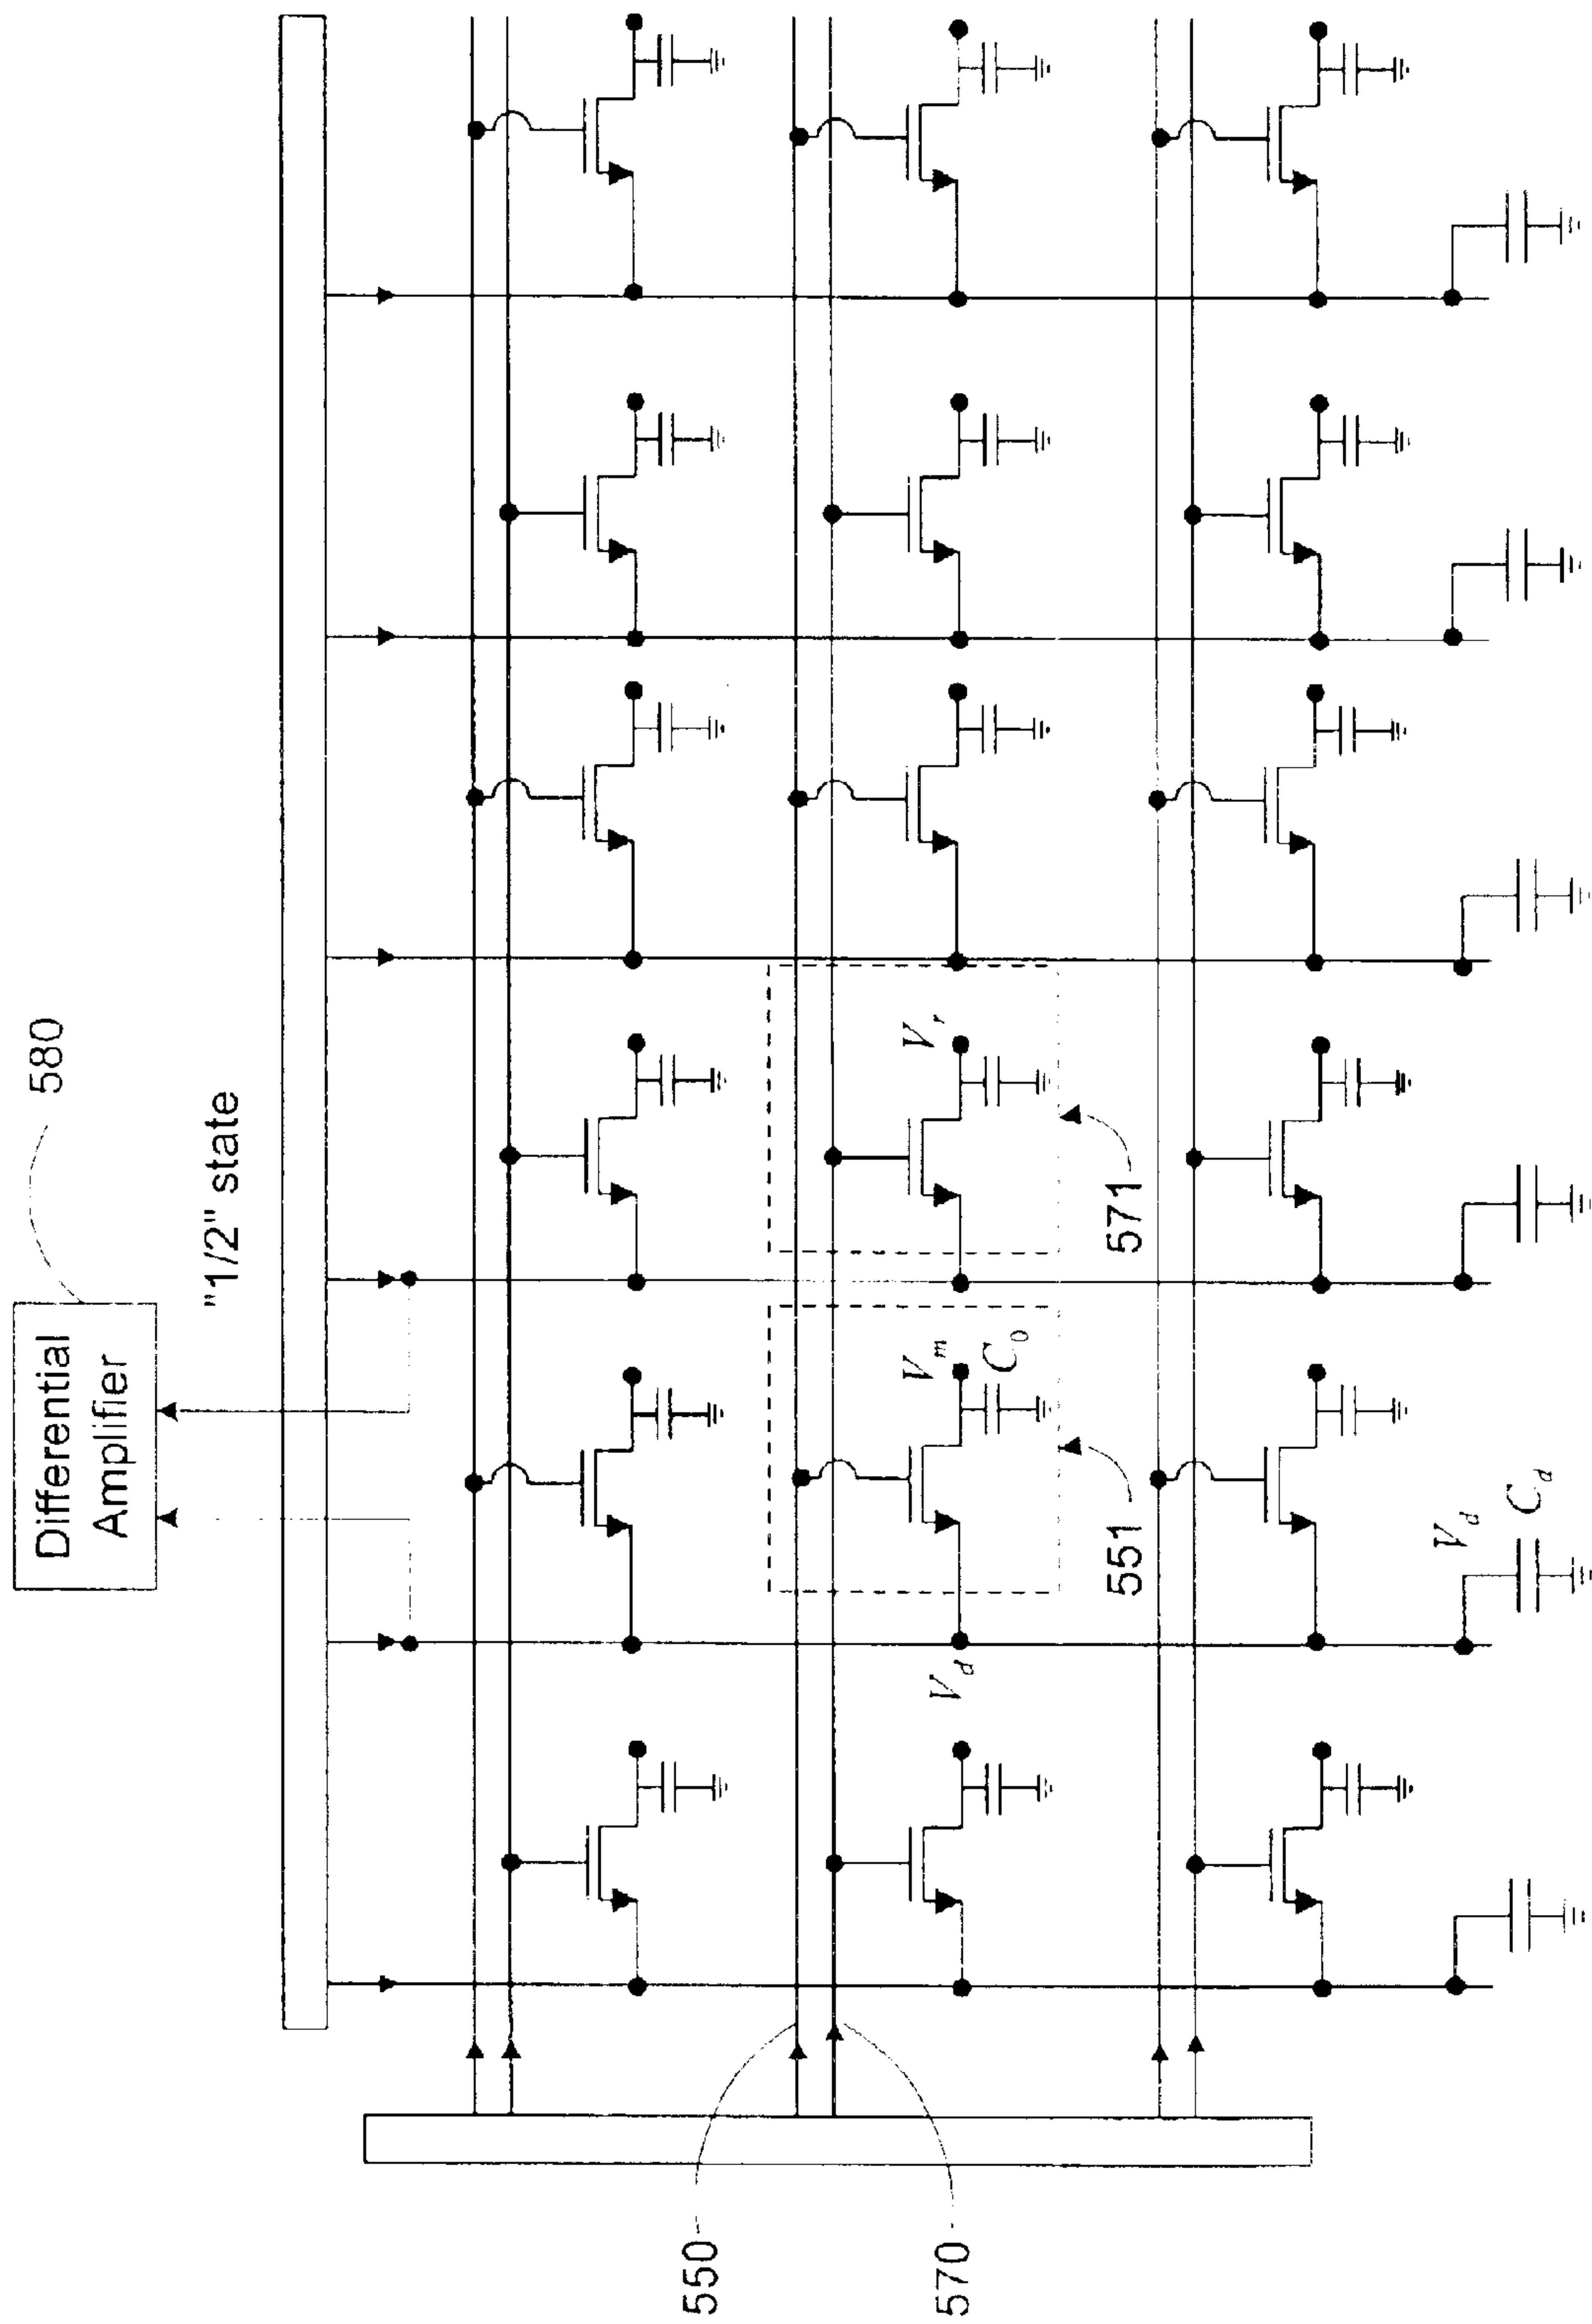 Differential
Amplifier
580
"1/2" state
550
570
V_d
V_m
C_0
551
V_r
571
V_d
C_d